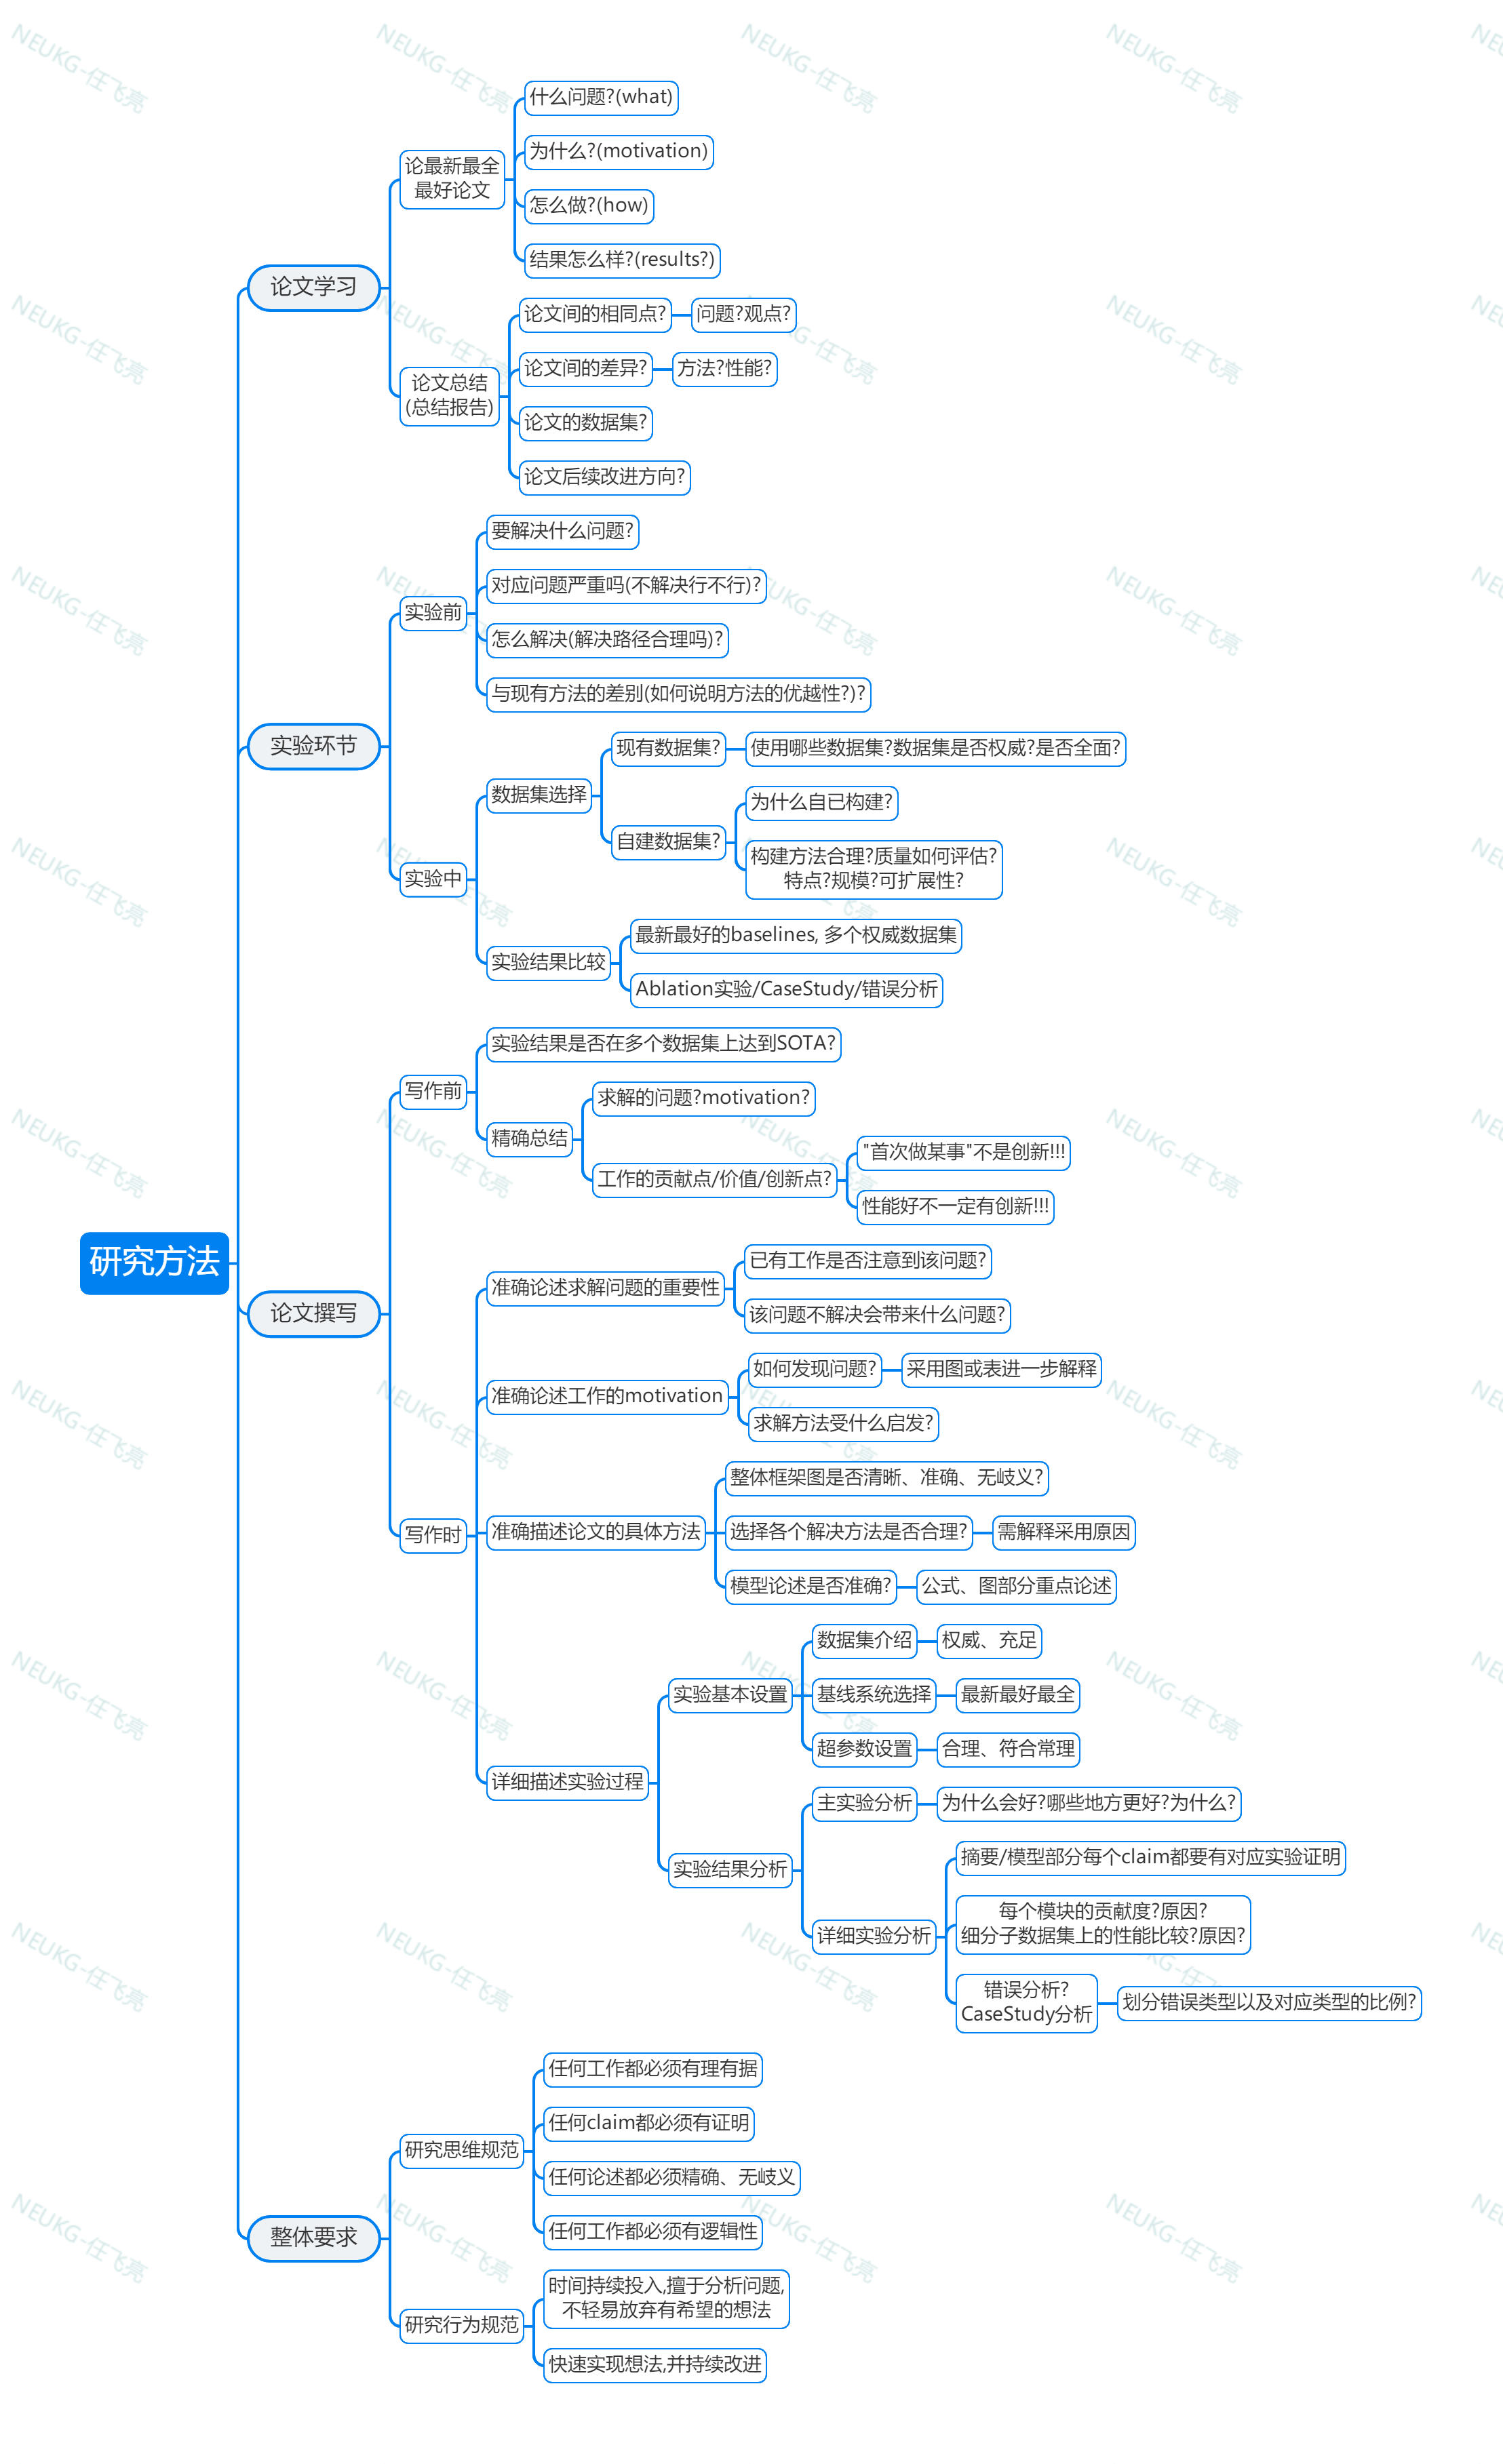 研究方法
论文学习
论最新最全
最好论文
什么问题?(what)
为什么?(motivation)
怎么做?(how)
结果怎么样?(results?)
论文总结
(总结报告)
论文间的相同点?
问题?观点?
论文间的差异?
方法?性能?
论文的数据集?
论文后续改进方向?
实验环节
实验前
要解决什么问题?
对应问题严重吗(不解决行不行)?
怎么解决(解决路径合理吗)?
与现有方法的差别(如何说明方法的优越性?)?
实验中
数据集选择
现有数据集?
使用哪些数据集?数据集是否权威?是否全面?
自建数据集?
为什么自已构建?
构建方法合理?质量如何评估?
特点?规模?可扩展性?
实验结果比较
最新最好的baselines, 多个权威数据集
Ablation实验/CaseStudy/错误分析
论文撰写
写作前
实验结果是否在多个数据集上达到SOTA?
精确总结
求解的问题?motivation?
工作的贡献点/价值/创新点?
"首次做某事"不是创新!!!
性能好不一定有创新!!!
写作时
准确论述求解问题的重要性
已有工作是否注意到该问题?
该问题不解决会带来什么问题?
准确论述工作的motivation
如何发现问题?
采用图或表进一步解释
求解方法受什么启发?
准确描述论文的具体方法
整体框架图是否清晰、准确、无歧义?
选择各个解决方法是否合理?
需解释采用原因
模型论述是否准确?
公式、图部分重点论述
详细描述实验过程
实验基本设置
数据集介绍
权威、充足
基线系统选择
最新最好最全
超参数设置
合理、符合常理
实验结果分析
主实验分析
为什么会好?哪些地方更好?为什么?
详细实验分析
摘要/模型部分每个claim都要有对应实验证明
每个模块的贡献度?原因?
细分子数据集上的性能比较?原因?
错误分析?
CaseStudy分析
划分错误类型以及对应类型的比例?
整体要求
研究思维规范
任何工作都必须有理有据
任何claim都必须有证明
任何论述都必须精确、无歧义
任何工作都必须有逻辑性
研究行为规范
时间持续投入,擅于分析问题,
不轻易放弃有希望的想法
快速实现想法,并持续改进
NEUKG-任飞亮